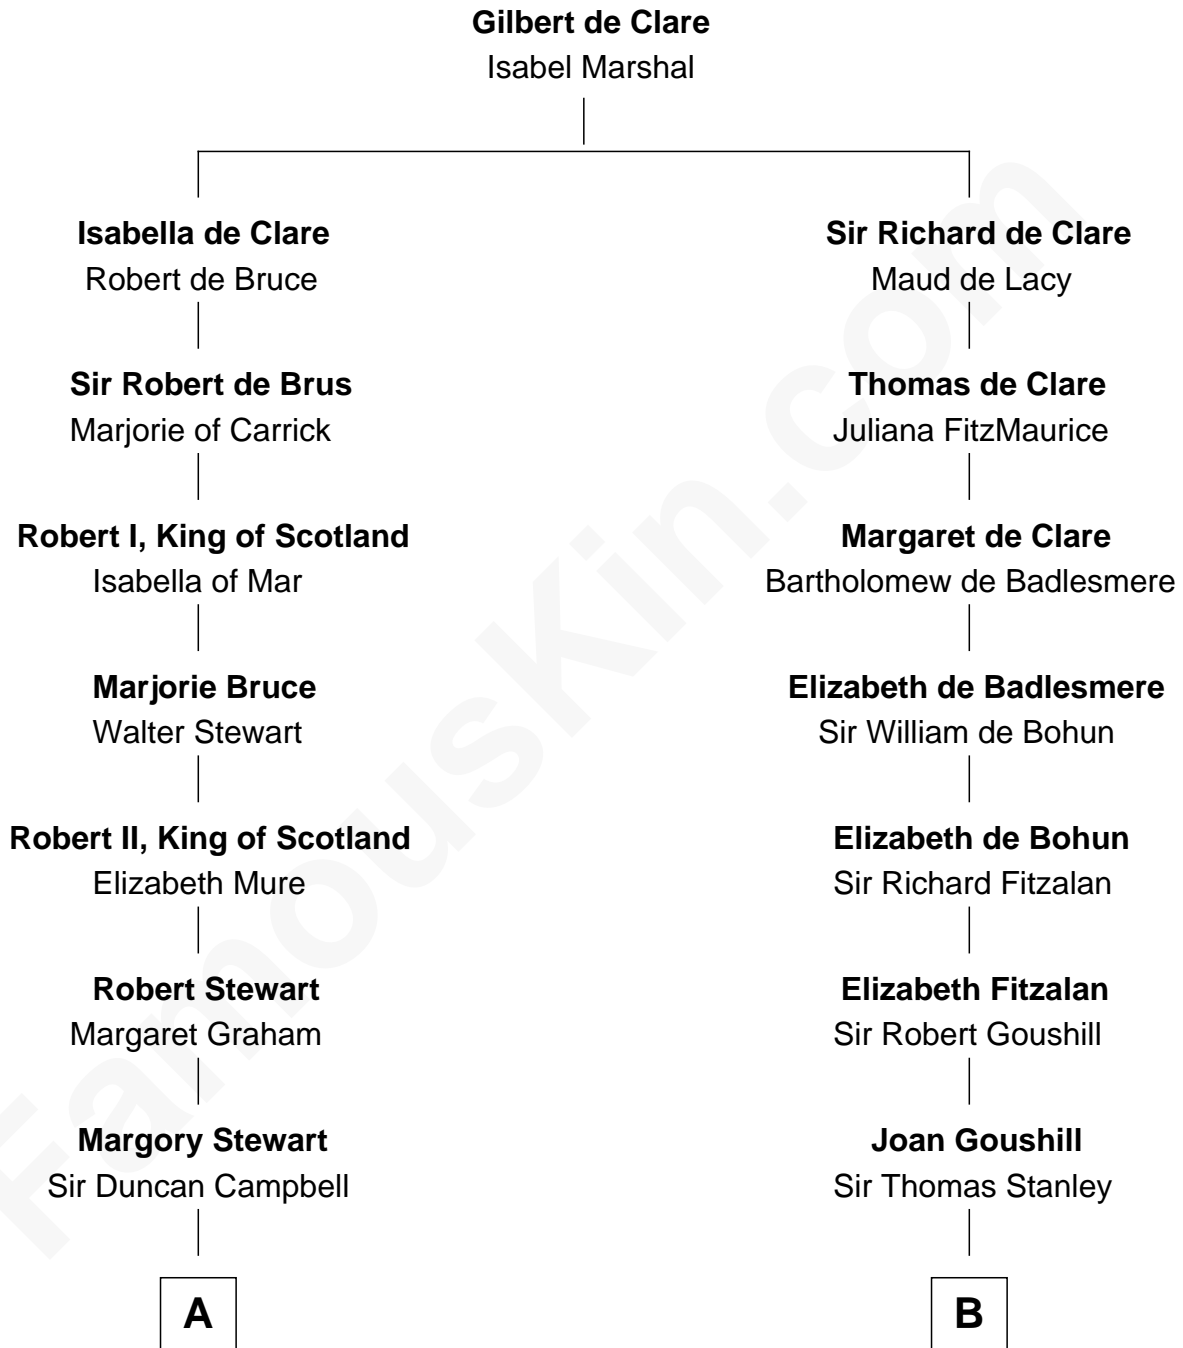 Gilbert de Clare
Isabel Marshal
Isabella de Clare
Robert de Bruce
Sir Robert de Brus
Marjorie of Carrick
Robert I, King of Scotland
Isabella of Mar
Marjorie Bruce
Walter Stewart
Robert II, King of Scotland
Elizabeth Mure
Robert Stewart
Margaret Graham
Margory Stewart
Sir Duncan Campbell
A
Sir Richard de Clare
Maud de Lacy
Thomas de Clare
Juliana FitzMaurice
Margaret de Clare
Bartholomew de Badlesmere
Elizabeth de Badlesmere
Sir William de Bohun
Elizabeth de Bohun
Sir Richard Fitzalan
Elizabeth Fitzalan
Sir Robert Goushill
Joan Goushill
Sir Thomas Stanley
B
FamousKin.com